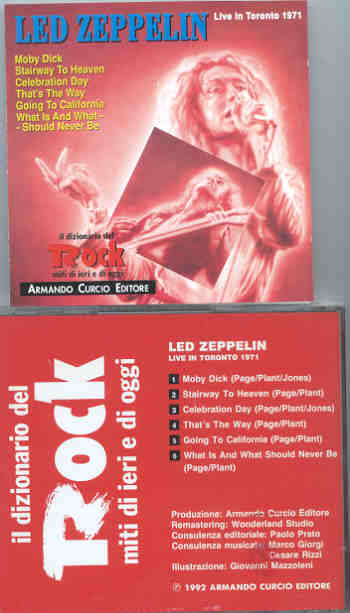 LED ZEPPELIN
Live In Toronto 1971
Moby Dick
Stairway To Heaven
Celebration Day
That's The Way
Going To California
What Is And What -
- Should Never Be
il dizionario del
Rock
miti di ieri e di oggi
ARMANDO CURCIO EDITORE
il dizionario del
Rock
miti di ieri e di oggi
LED ZEPPELIN
LIVE IN TORONTO 1971
1 Moby Dick (Page/Plant/Jones)
2 Stairway To Heaven (Page/Plant)
3 Celebration Day (Page/Plant/Jones)
4 That's The Way (Page/Plant)
5 Going To California (Page/Plant)
6 What Is And What Should Never Be
(Page/Plant)
Produzione: Armando Curcio Editore
Remastering: Wonderland Studio
Consulenza editoriale: Paolo Prato
Consulenza musicale: Marco Giorgi
Cesare Rizzi
Illustrazione: Giovanni Mazzoleni
℗ 1992 ARMANDO CURCIO EDITORE